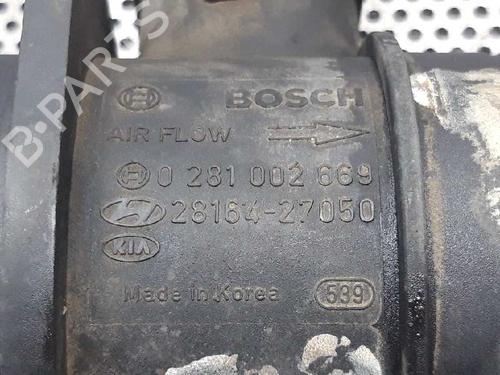 BOSCH
AIR FLOW
0 281 002 669
28164-27050
KIA
Made in Korea 539
B-PARTS